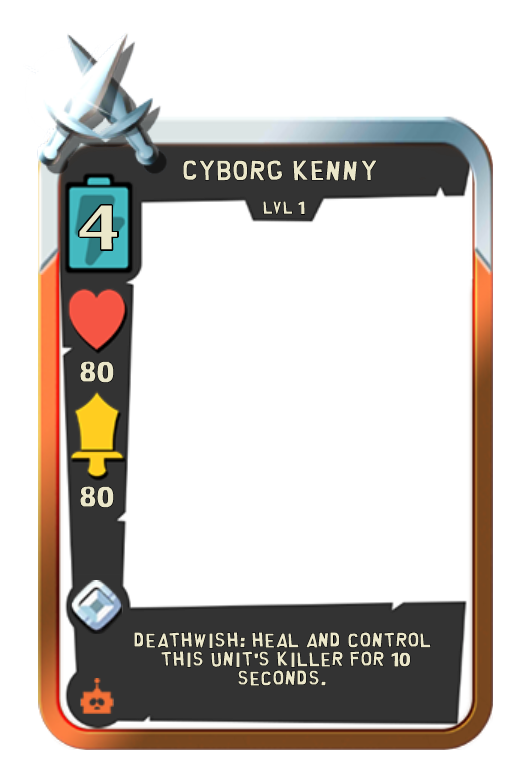 CYBORG KENNY
LVL 1
4
80
80
DEATHWISH: HEAL AND CONTROL
THIS UNIT'S KILLER FOR 10
SECONDS.